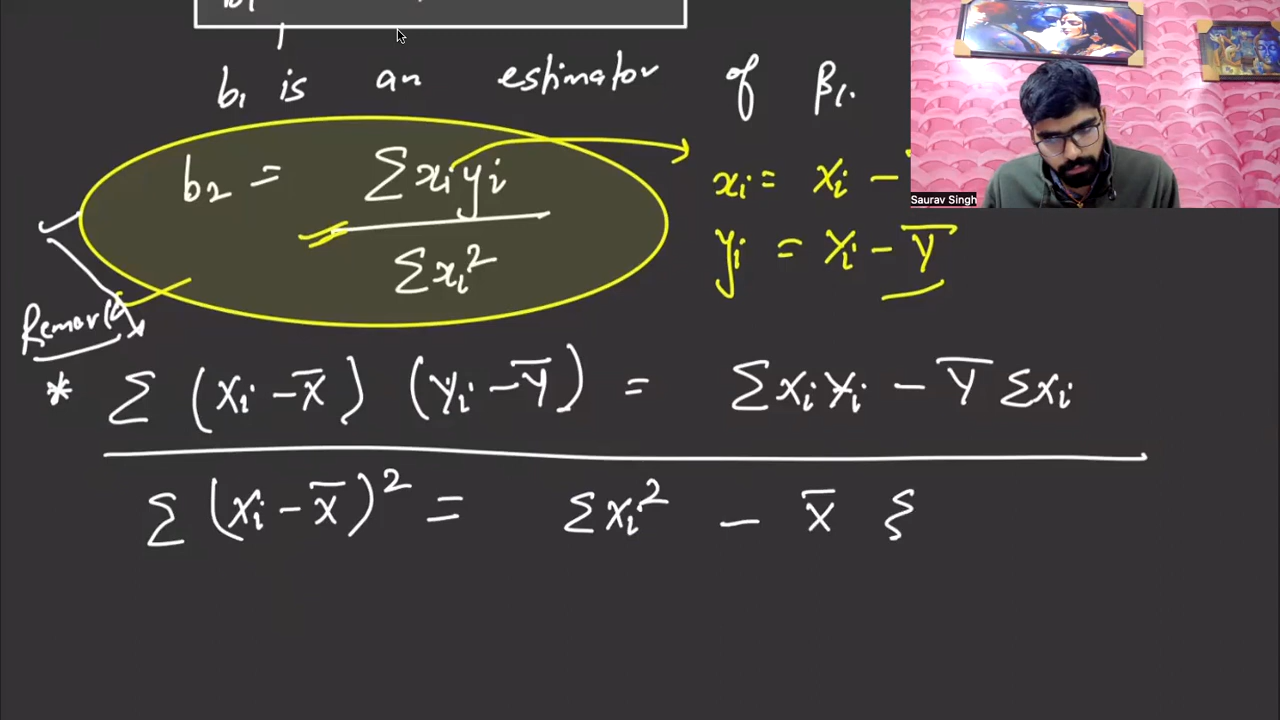 b₁ is an estimator of β₁.
b₂ = Σxᵢyᵢ / Σxᵢ²
xᵢ = Xᵢ −
Saurav Singh
yᵢ = Yᵢ − Y̅
Remark
* Σ (Xᵢ − X̅) (Yᵢ − Y̅) = ΣXᵢYᵢ − Y̅ ΣXᵢ
Σ (Xᵢ − X̅)² = ΣXᵢ² − X̅ Σ